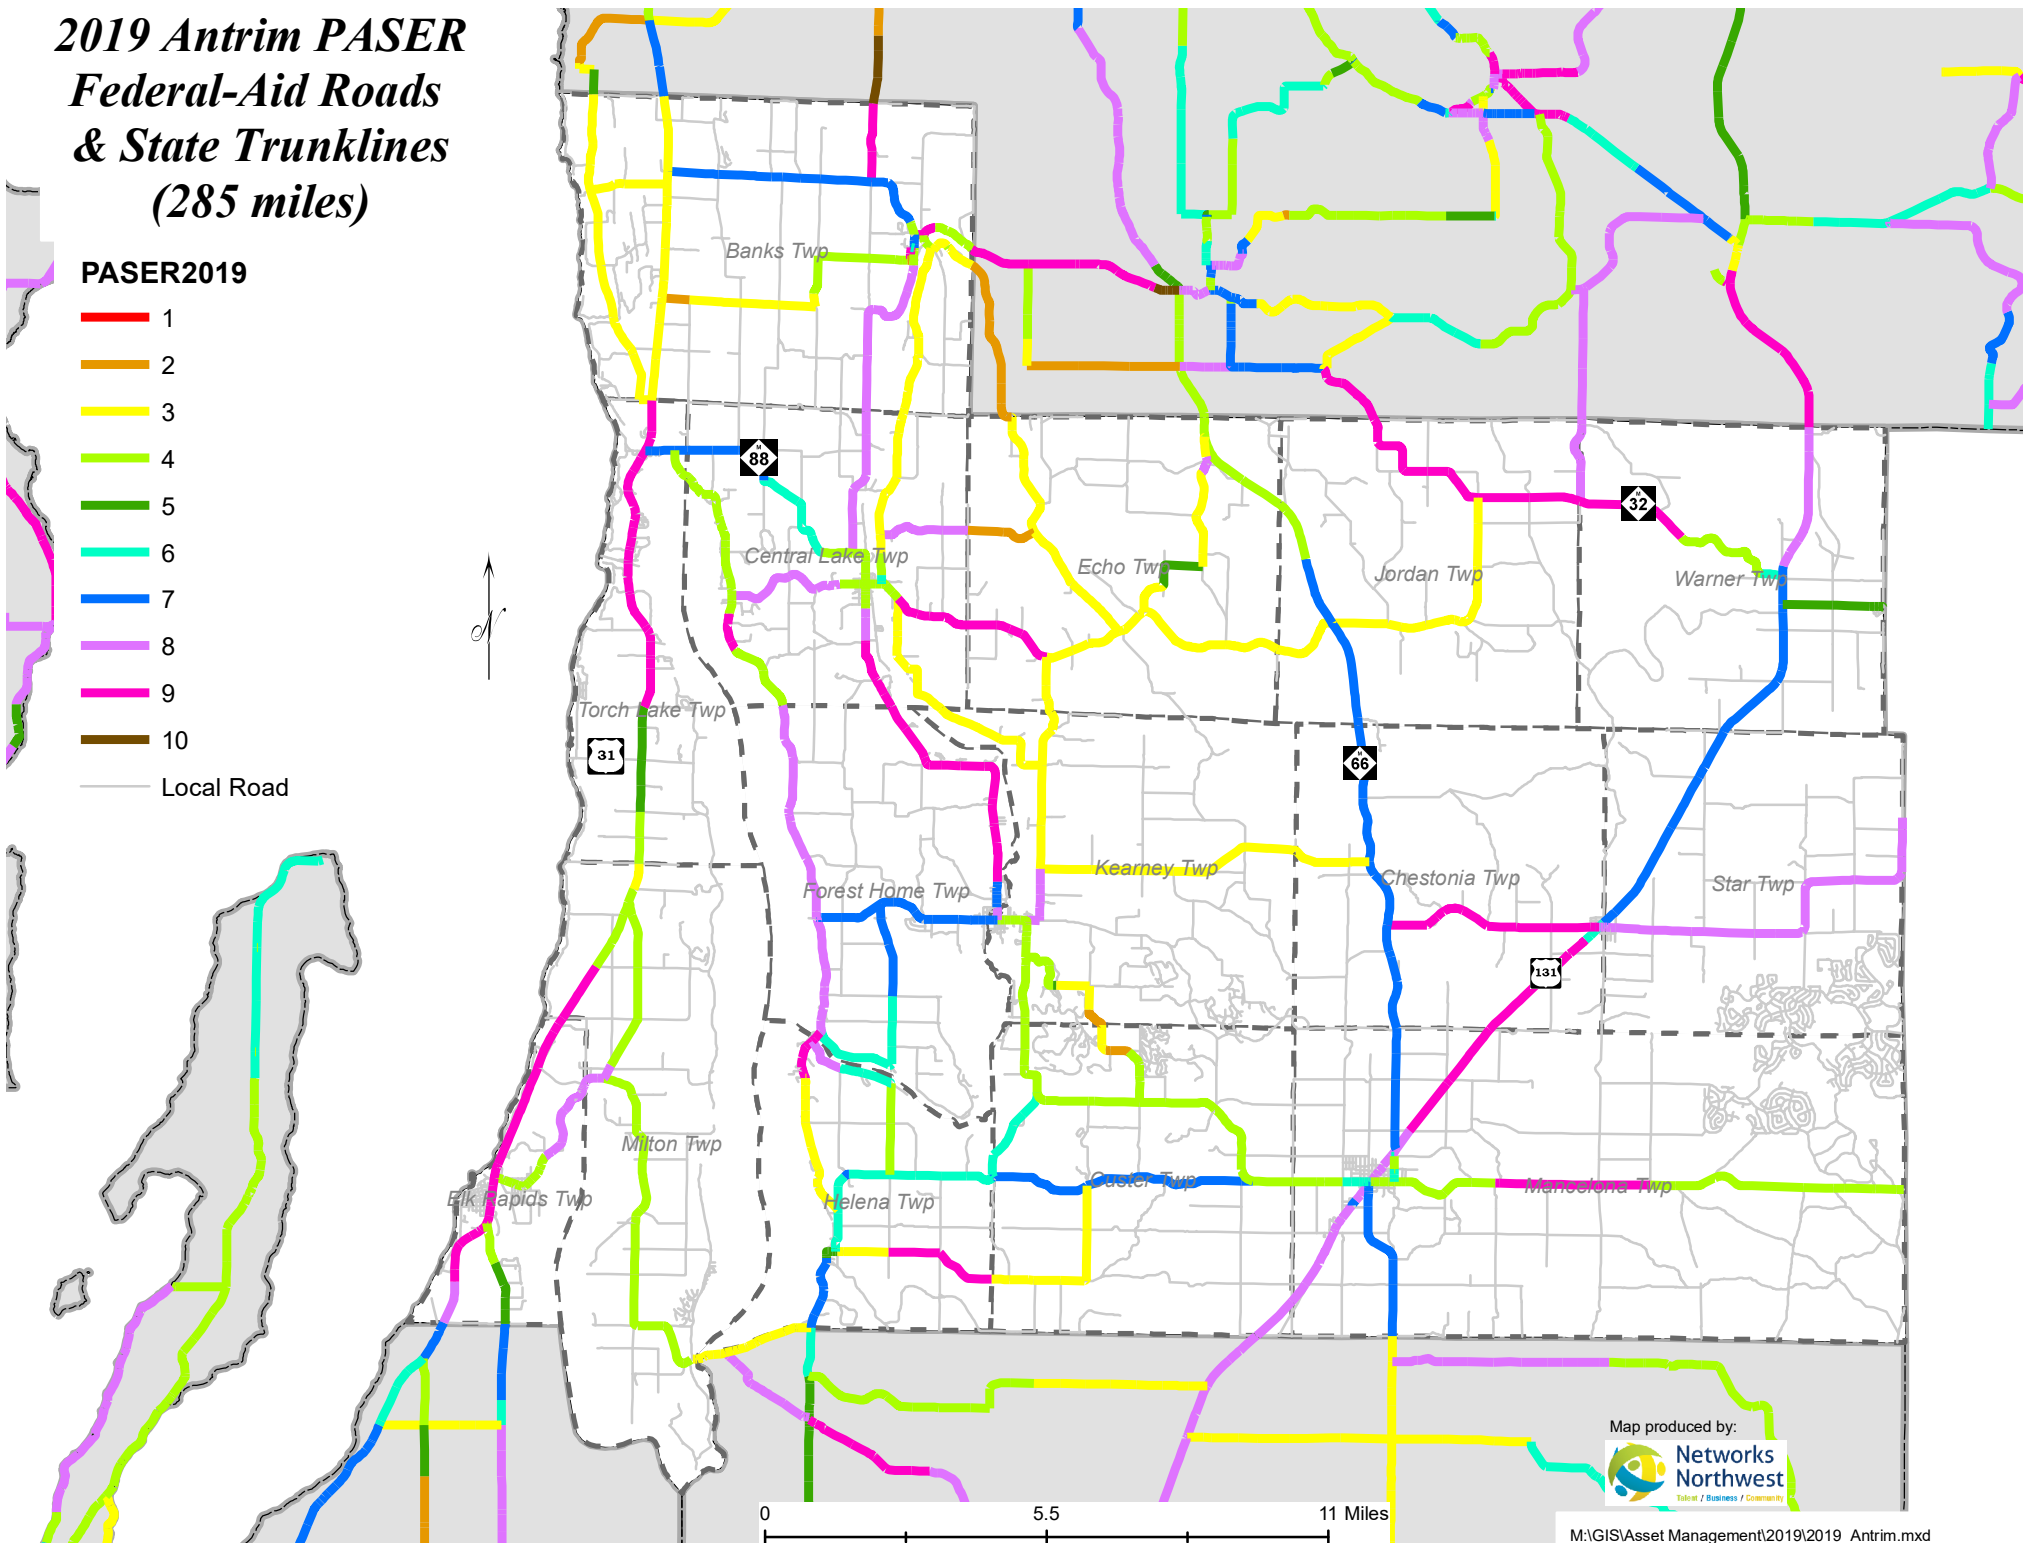 2019 Antrim PASER
Federal-Aid Roads
& State Trunklines
(285 miles)
PASER2019
1
2
3
4
5
6
7
8
9
10
Local Road
N
Banks Twp
M
88
M
32
Central Lake Twp
Echo Twp
Jordan Twp
Warner Twp
Torch Lake Twp
31
M
66
Kearney Twp
Forest Home Twp
Chestonia Twp
Star Twp
131
Milton Twp
Elk Rapids Twp
Helena Twp
Custer Twp
Mancelona Twp
Map produced by:
Networks
Northwest
Talent / Business / Community
0 5.5 11 Miles
M:\GIS\Asset Management\2019\2019_Antrim.mxd